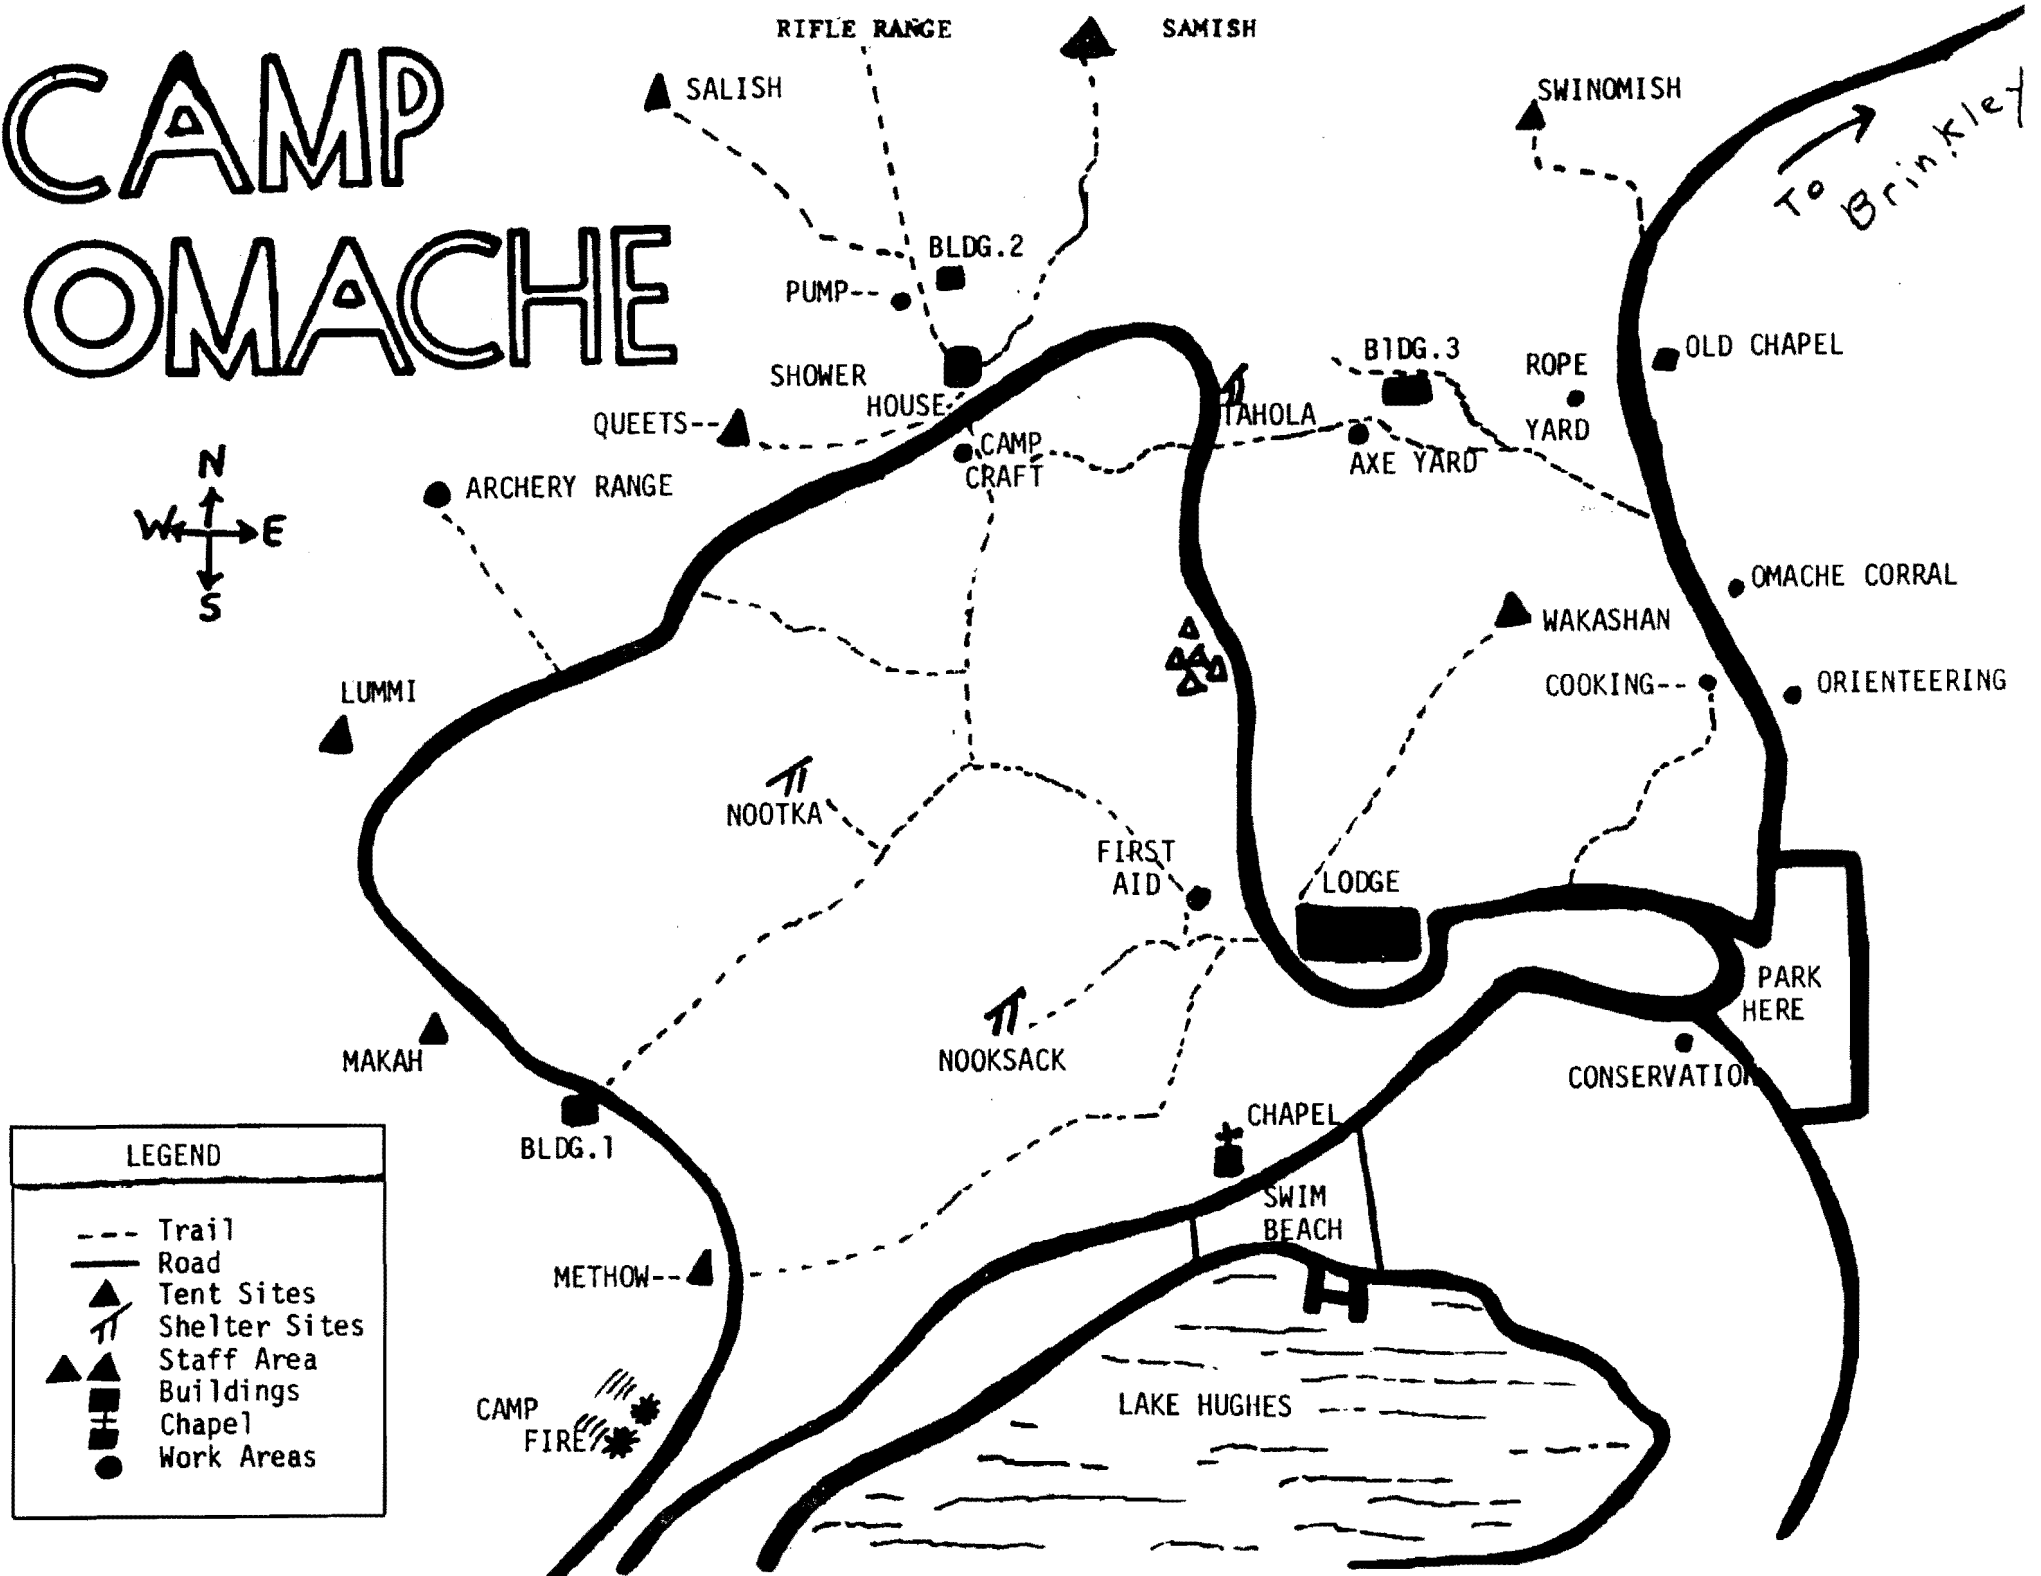 CAMP
OMACHE
RIFLE RANGE
SAMISH
SALISH
SWINOMISH
To Brinkley
BLDG.2
PUMP--
SHOWER
HOUSE
BlDG.3
ROPE
YARD
OLD CHAPEL
QUEETS--
TAHOLA
CAMP
CRAFT
AXE YARD
N
W E
S
ARCHERY RANGE
OMACHE CORRAL
WAKASHAN
COOKING--
ORIENTEERING
LUMMI
NOOTKA
FIRST
AID
LODGE
PARK
HERE
NOOKSACK
MAKAH
CONSERVATION
BLDG.1
CHAPEL
SWIM
BEACH
METHOW--
LAKE HUGHES
CAMP
FIRE
LEGEND
Trail
Road
Tent Sites
Shelter Sites
Staff Area
Buildings
Chapel
Work Areas